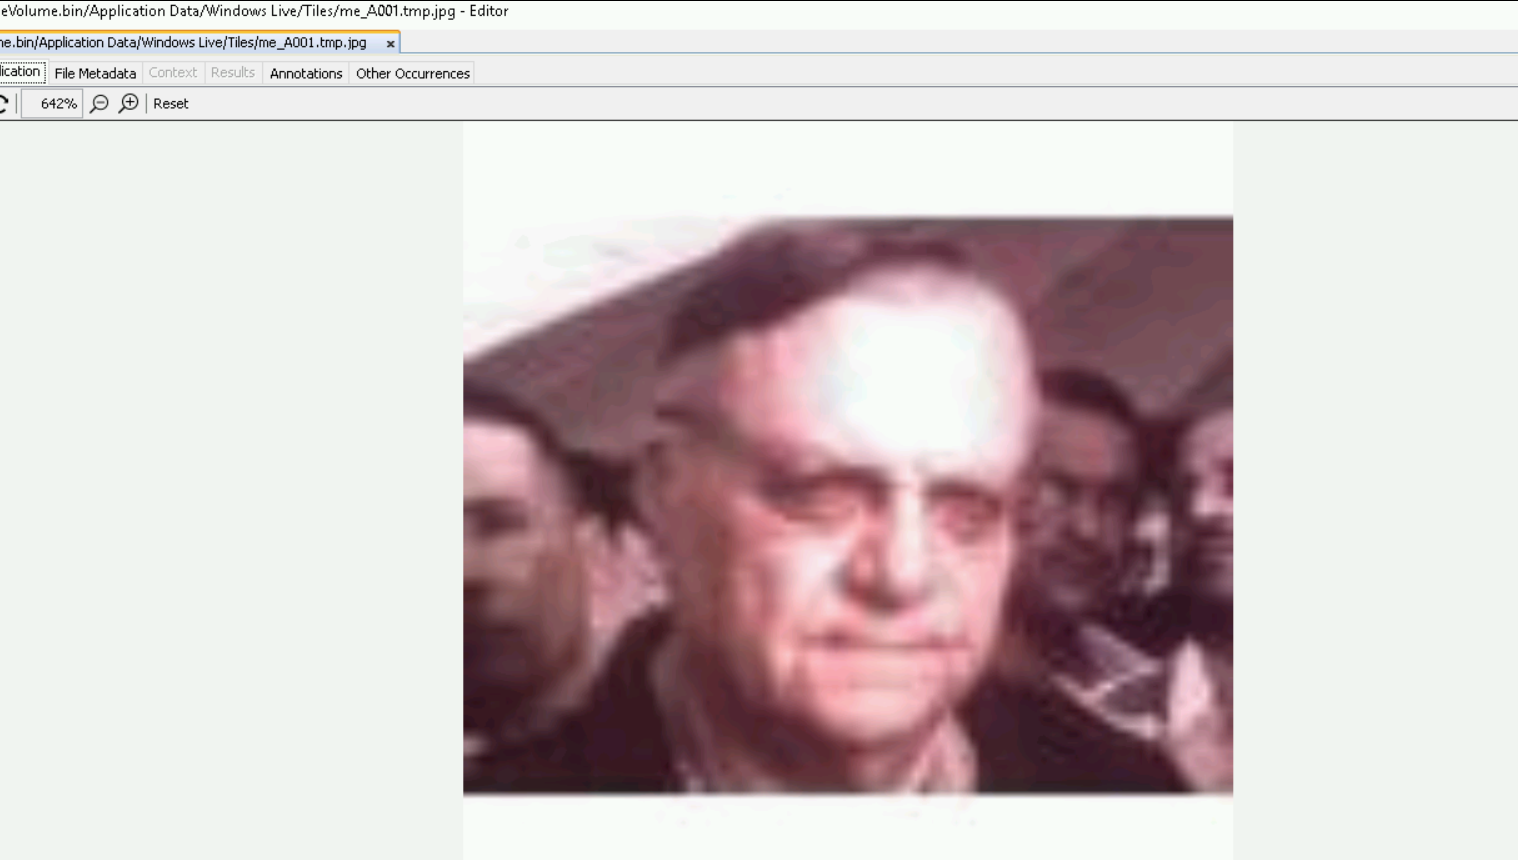 eVolume.bin/Application Data/Windows Live/Tiles/me_A001.tmp.jpg - Editor
ne.bin/Application Data/Windows Live/Tiles/me_A001.tmp.jpg ×
lication File Metadata Context Results Annotations Other Occurrences
642% Reset